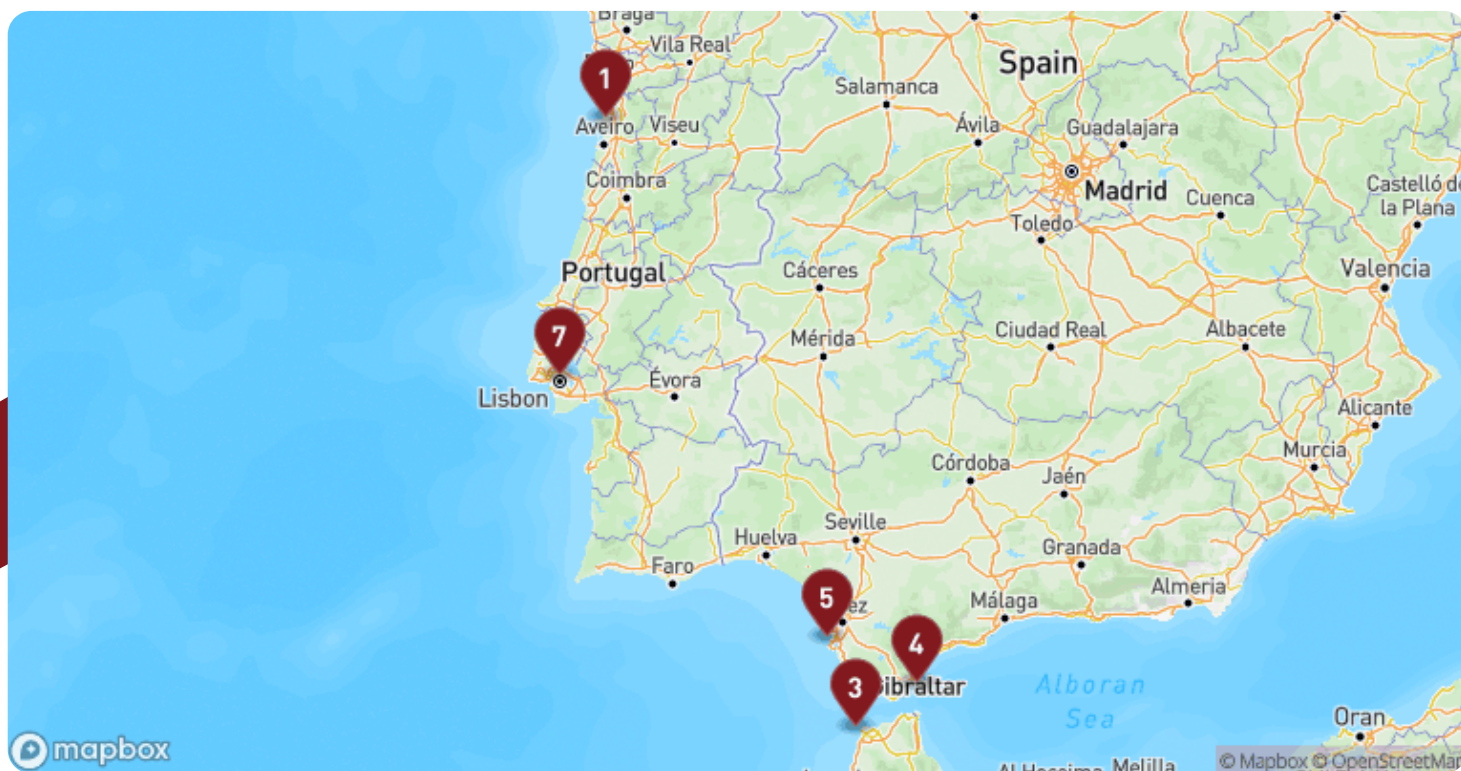 Braga
Vila Real
1
Spain
Salamanca
Aveiro
Viseu
Ávila
Guadalajara
Coimbra
Madrid
Cuenca
Castelló de
la Plana
Toledo
Portugal
Cáceres
Valencia
7
Mérida
Ciudad Real
Albacete
Lisbon
Évora
Alicante
Córdoba
Jaén
Murcia
Huelva
Seville
Granada
Faro
Almeria
5
ez
Málaga
4
3
Gibraltar
Alboran
Sea
Oran
mapbox
Melilla
© Mapbox © OpenStreetMap